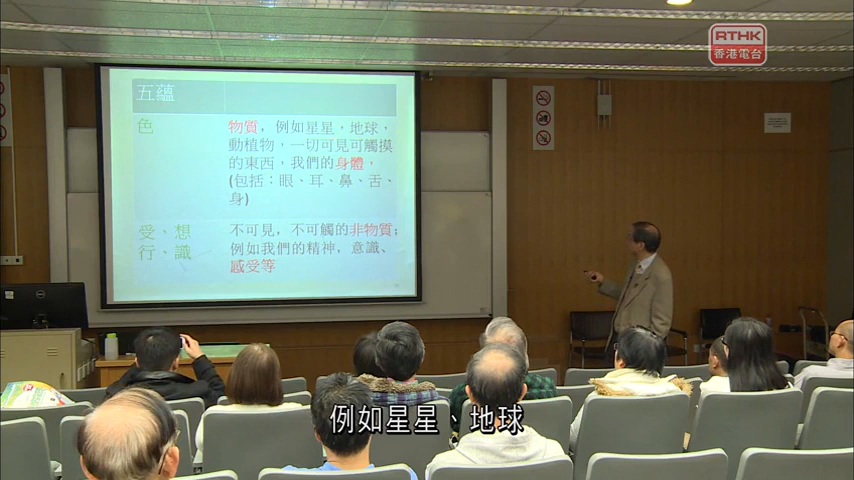 RTHK
香港電台
五蘊
色
物質，例如星星，地球，
動植物，一切可見可觸摸
的東西，我們的身體，
(包括：眼、耳、鼻、舌、
身)
受、想
行、識
不可見，不可觸的非物質；
例如我們的精神，意識、
感受等
例如星星、地球